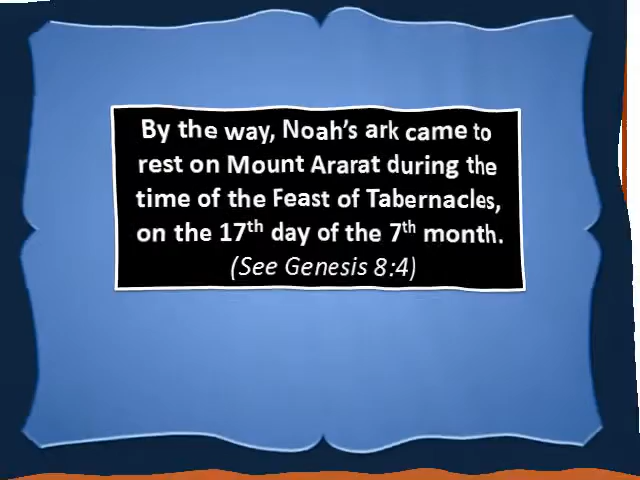 By the way, Noah's ark came to
rest on Mount Ararat during the
time of the Feast of Tabernacles,
on the 17th day of the 7th month.
(See Genesis 8:4)